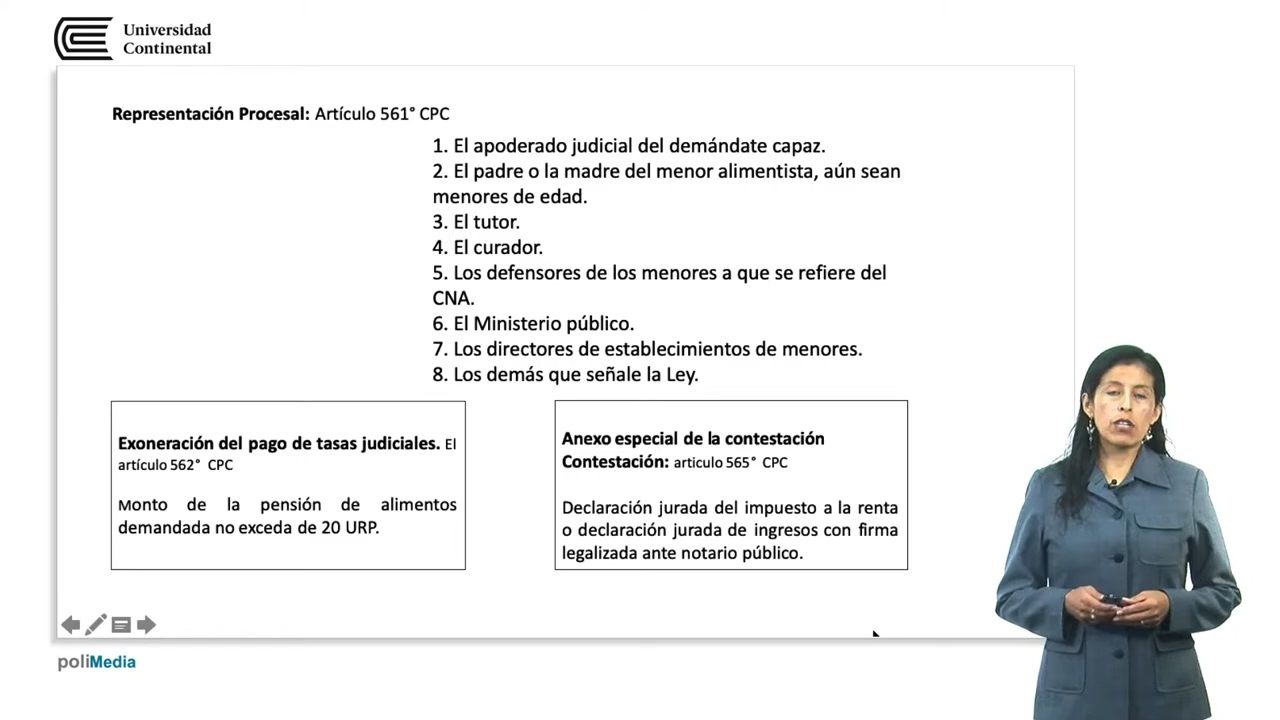 Universidad
Continental
Representación Procesal: Artículo 561° CPC
1. El apoderado judicial del demándate capaz.
2. El padre o la madre del menor alimentista, aún sean
menores de edad.
3. El tutor.
4. El curador.
5. Los defensores de los menores a que se refiere del
CNA.
6. El Ministerio público.
7. Los directores de establecimientos de menores.
8. Los demás que señale la Ley.
Exoneración del pago de tasas judiciales. El
artículo 562° CPC
Monto de la pensión de alimentos
demandada no exceda de 20 URP.
Anexo especial de la contestación
Contestación: articulo 565° CPC
Declaración jurada del impuesto a la renta
o declaración jurada de ingresos con firma
legalizada ante notario público.
poliMedia